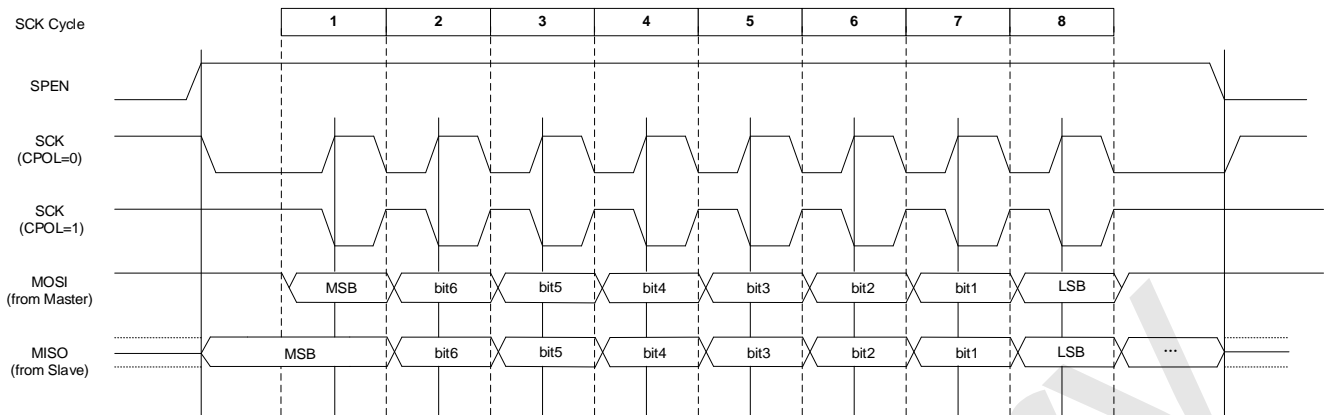 SCK Cycle 1 2 3 4 5 6 7 8
SPEN
SCK
(CPOL=0)
SCK
(CPOL=1)
MOSI
(from Master)
MSB bit6 bit5 bit4 bit3 bit2 bit1 LSB
MISO
(from Slave)
MSB bit6 bit5 bit4 bit3 bit2 bit1 LSB ...